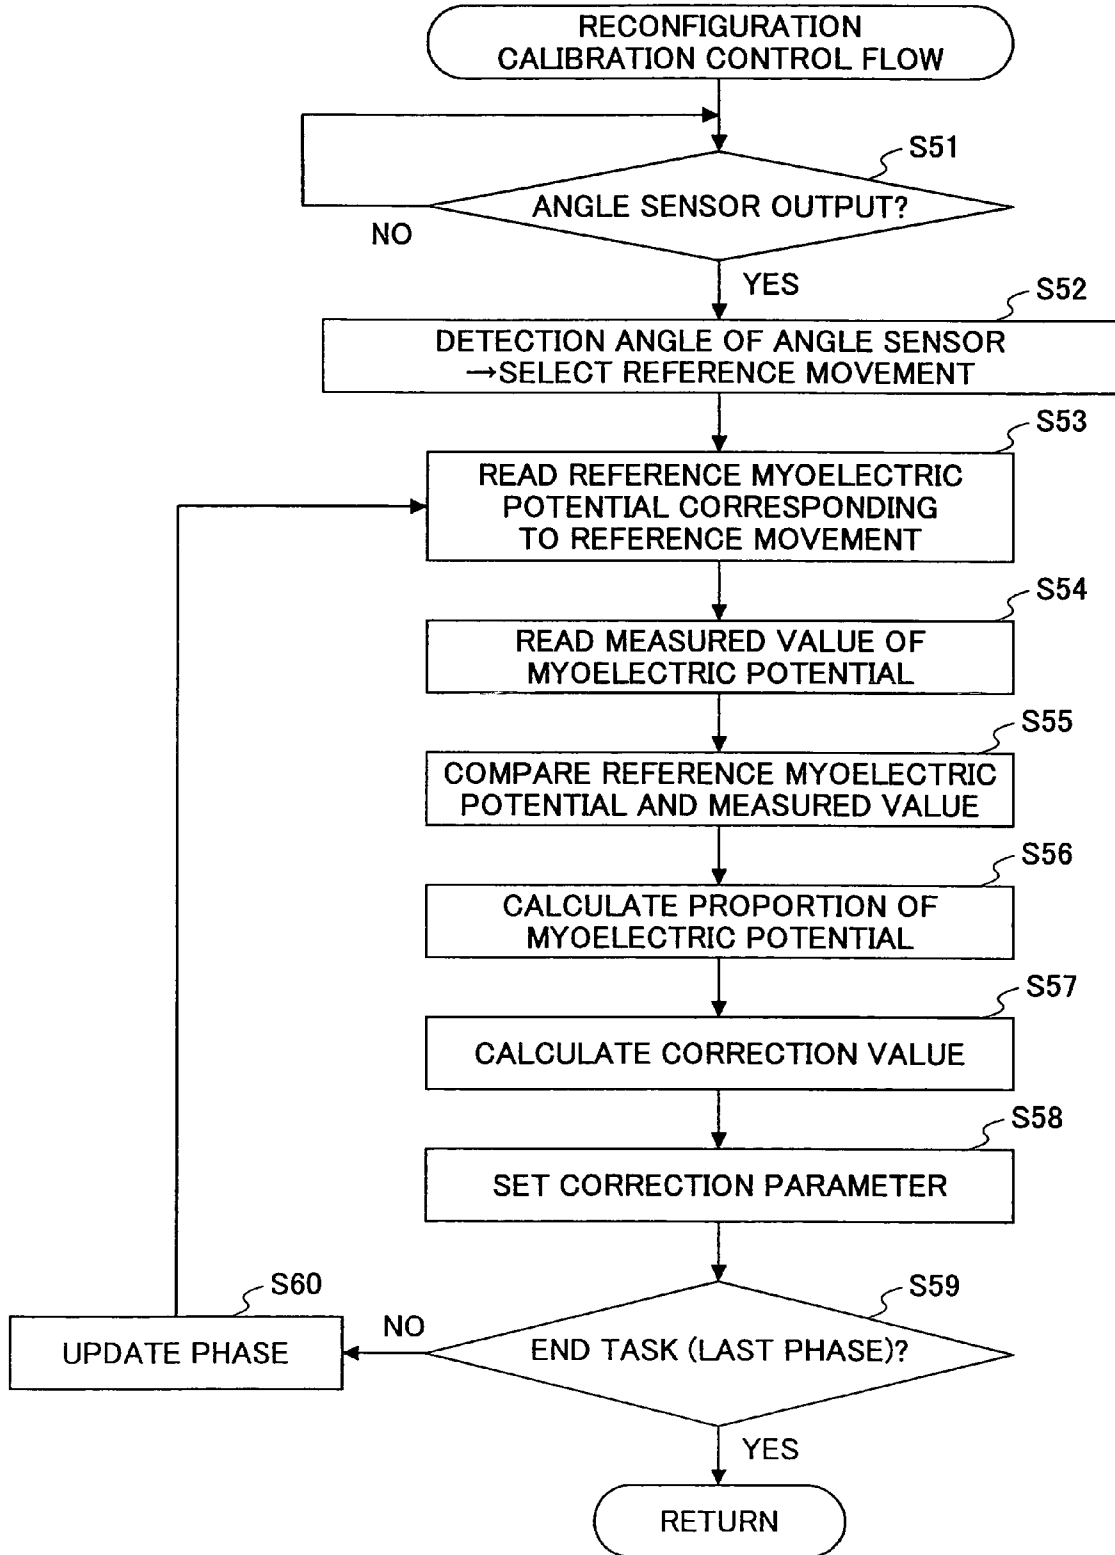 RECONFIGURATION
CALIBRATION CONTROL FLOW
S51
ANGLE SENSOR OUTPUT?
NO
YES
S52
DETECTION ANGLE OF ANGLE SENSOR
→SELECT REFERENCE MOVEMENT
S53
READ REFERENCE MYOELECTRIC
POTENTIAL CORRESPONDING
TO REFERENCE MOVEMENT
S54
READ MEASURED VALUE OF
MYOELECTRIC POTENTIAL
S55
COMPARE REFERENCE MYOELECTRIC
POTENTIAL AND MEASURED VALUE
S56
CALCULATE PROPORTION OF
MYOELECTRIC POTENTIAL
S57
CALCULATE CORRECTION VALUE
S58
SET CORRECTION PARAMETER
S59
END TASK (LAST PHASE)?
NO
S60
UPDATE PHASE
YES
RETURN